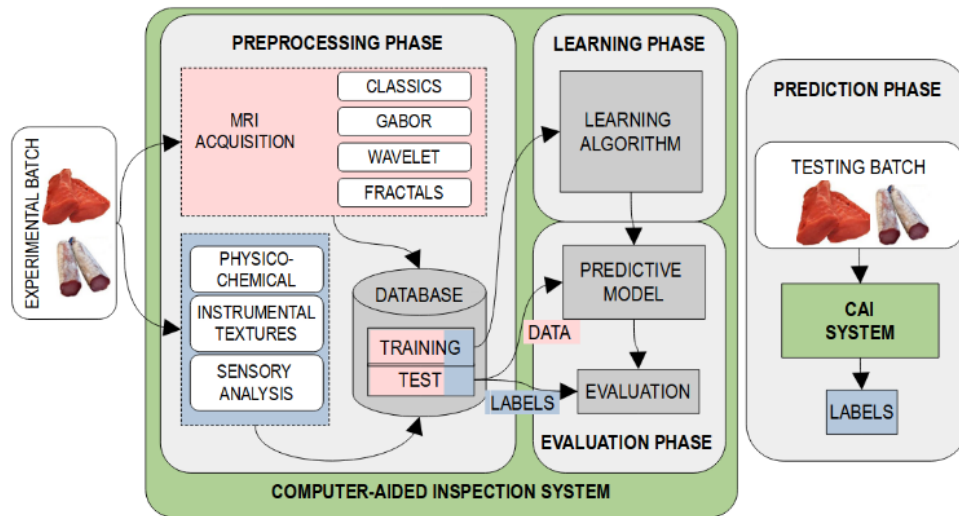 EXPERIMENTAL BATCH
PREPROCESSING PHASE
MRI
ACQUISITION
CLASSICS
GABOR
WAVELET
FRACTALS
PHYSICO-
CHEMICAL
INSTRUMENTAL
TEXTURES
SENSORY
ANALYSIS
DATABASE
TRAINING
TEST
LEARNING PHASE
LEARNING
ALGORITHM
PREDICTIVE
MODEL
DATA
EVALUATION
LABELS
EVALUATION PHASE
COMPUTER-AIDED INSPECTION SYSTEM
PREDICTION PHASE
TESTING BATCH
CAI
SYSTEM
LABELS